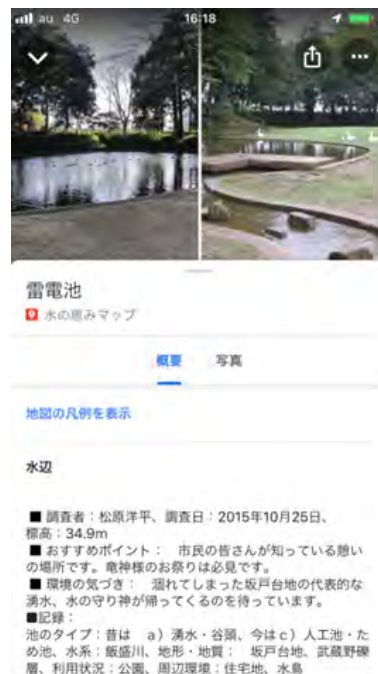 au 4G 16:18
雷電池
水の恵みマップ
概要 写真
地図の凡例を表示
水辺
■ 調査者：松原洋平、調査日：2015年10月25日、
標高：34.9m
■ おすすめポイント： 市民の皆さんが知っている憩い
の場所です。竜神様のお祭りは必見です。
■ 環境の気づき： 涸れてしまった坂戸台地の代表的な
湧水、水の守り神が帰ってくるのを待っています。
■記録：
池のタイプ：昔は a）湧水・谷頭、今はｃ）人工池・た
め池、水系：飯盛川、地形・地質： 坂戸台地、武蔵野礫
層、利用状況：公園、周辺環境：住宅地、水鳥